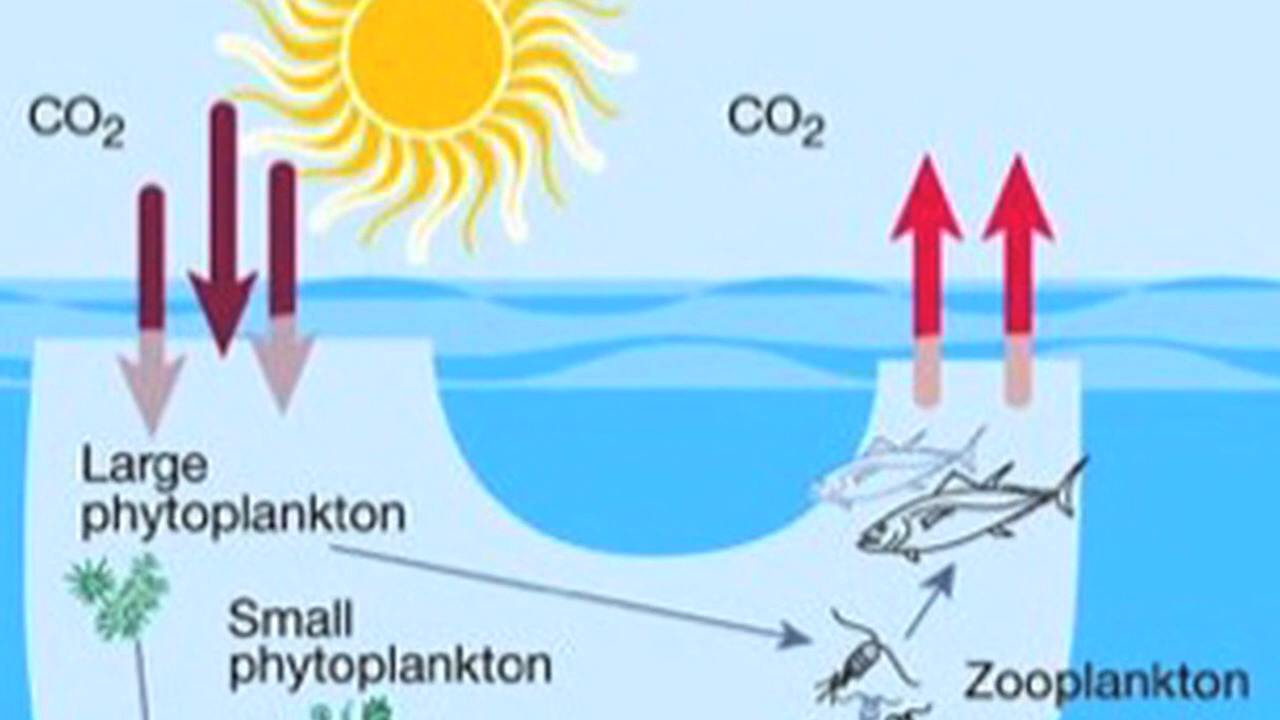 CO₂
CO₂
Large
phytoplankton
Small
phytoplankton
Zooplankton